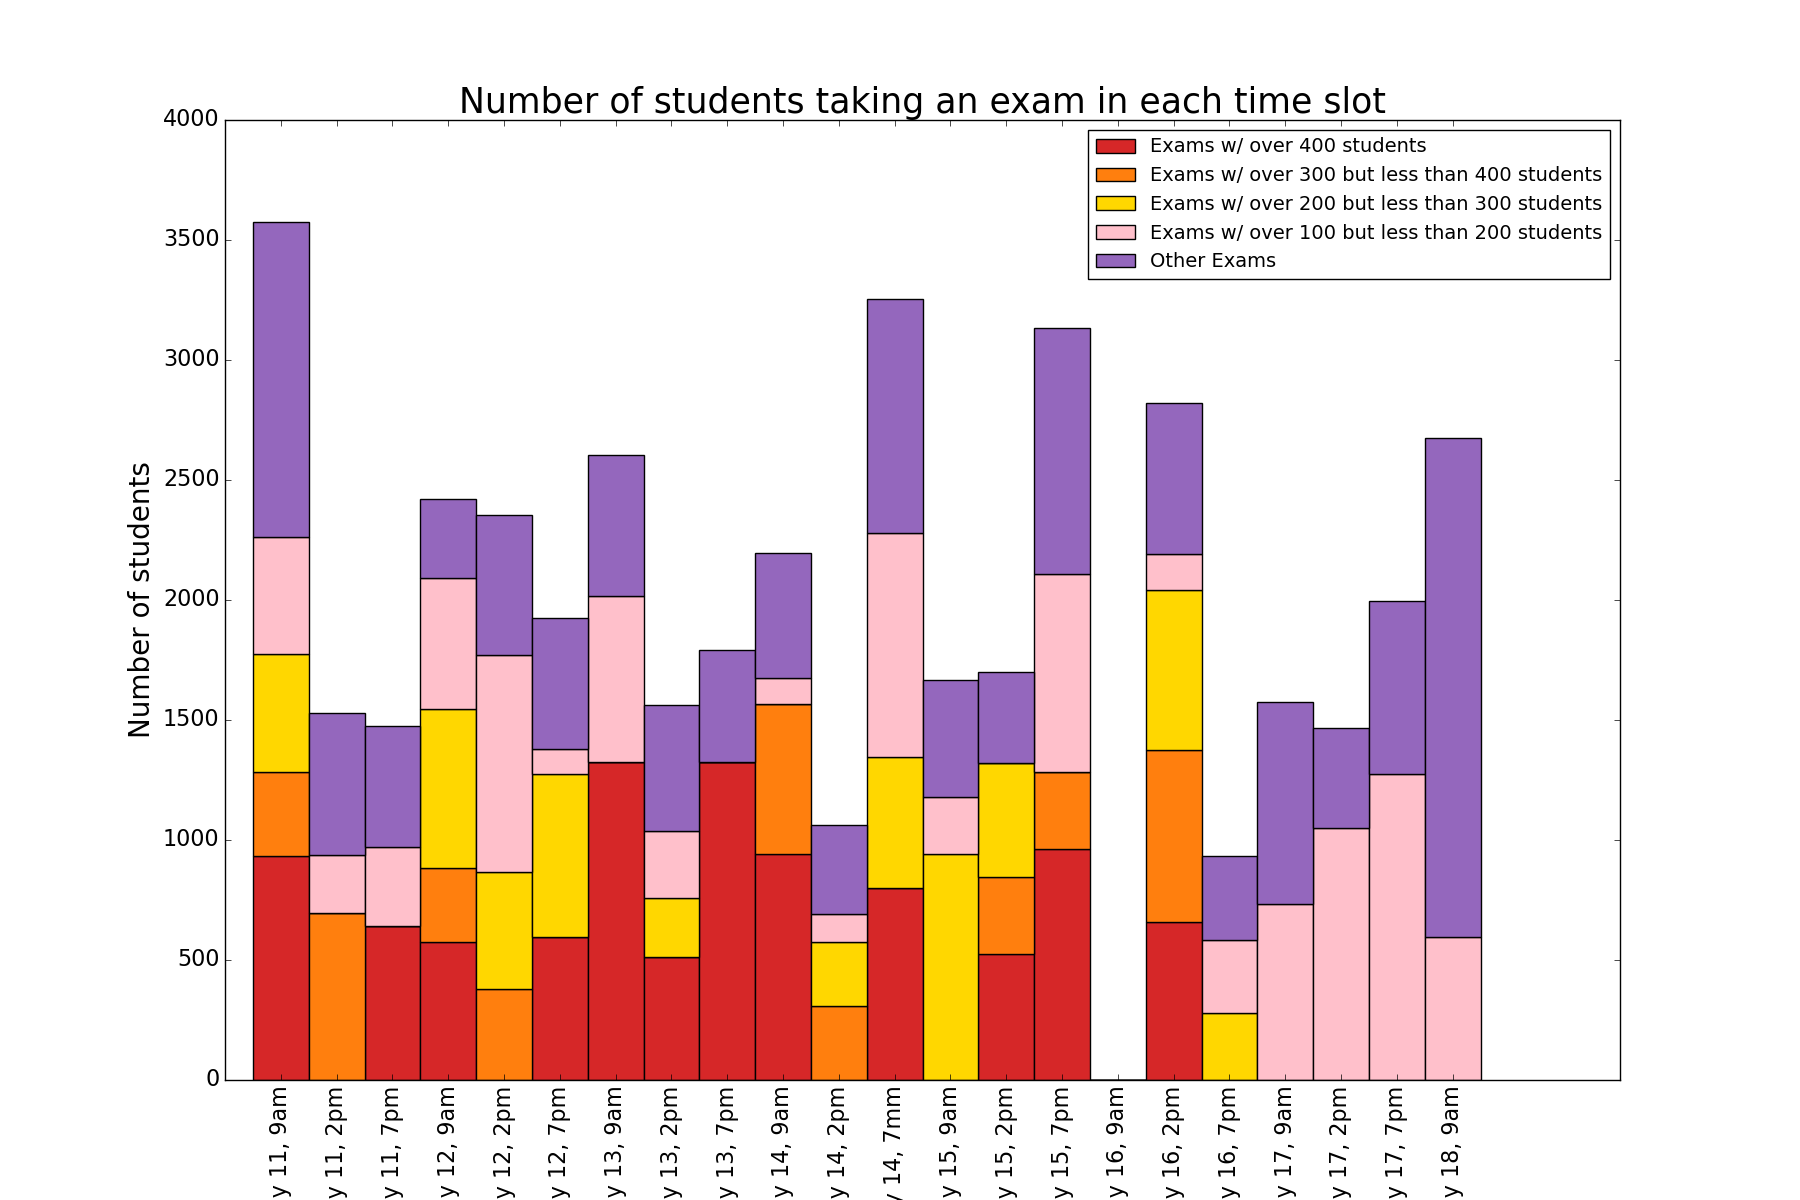 Number of students taking an exam in each time slot
Number of students
4000
3500
3000
2500
2000
1500
1000
500
0
Exams w/ over 400 students
Exams w/ over 300 but less than 400 students
Exams w/ over 200 but less than 300 students
Exams w/ over 100 but less than 200 students
Other Exams
y 11, 9am
y 11, 2pm
y 11, 7pm
y 12, 9am
y 12, 2pm
y 12, 7pm
y 13, 9am
y 13, 2pm
y 13, 7pm
y 14, 9am
y 14, 2pm
y 14, 7mm
y 15, 9am
y 15, 2pm
y 15, 7pm
y 16, 9am
y 16, 2pm
y 16, 7pm
y 17, 9am
y 17, 2pm
y 17, 7pm
y 18, 9am